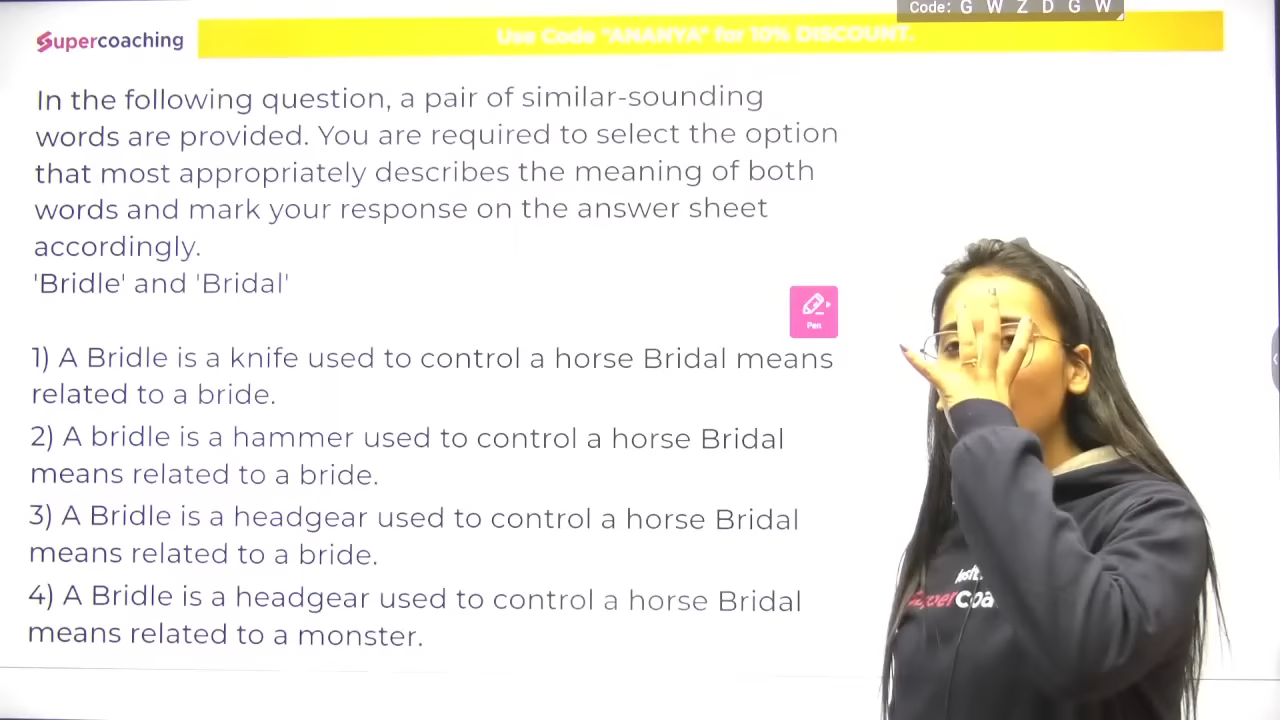 Code: G W Z D G W
Supercoaching
Use Code "ANANYA" for 10% DISCOUNT.
In the following question, a pair of similar-sounding
words are provided. You are required to select the option
that most appropriately describes the meaning of both
words and mark your response on the answer sheet
accordingly.
'Bridle' and 'Bridal'
Pen
1) A Bridle is a knife used to control a horse Bridal means
related to a bride.
2) A bridle is a hammer used to control a horse Bridal
means related to a bride.
3) A Bridle is a headgear used to control a horse Bridal
means related to a bride.
4) A Bridle is a headgear used to control a horse Bridal
means related to a monster.